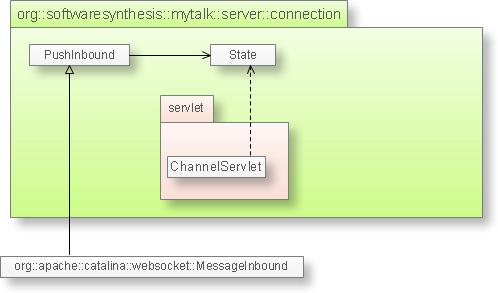 org::softwaresynthesis::mytalk::server::connection
PushInbound
State
servlet
ChannelServlet
org::apache::catalina::websocket::MessageInbound